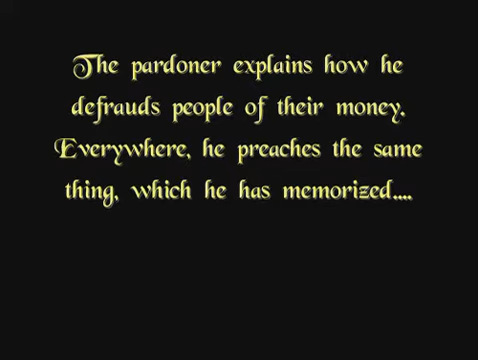 The pardoner explains how he
defrauds people of their money.
Everywhere, he preaches the same
thing, which he has memorized....